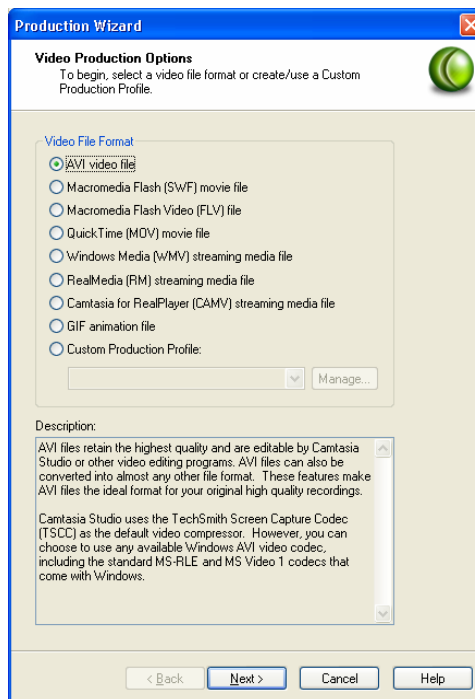 Production Wizard
Video Production Options
To begin, select a video file format or create/use a Custom
Production Profile.
Video File Format
AVI video file
Macromedia Flash (SWF) movie file
Macromedia Flash Video (FLV) file
QuickTime (MOV) movie file
Windows Media (WMV) streaming media file
RealMedia (RM) streaming media file
Camtasia for RealPlayer (CAMV) streaming media file
GIF animation file
Custom Production Profile:
Manage...
Description:
AVI files retain the highest quality and are editable by Camtasia
Studio or other video editing programs. AVI files can also be
converted into almost any other file format.  These features make
AVI files the ideal format for your original high quality recordings.
Camtasia Studio uses the TechSmith Screen Capture Codec
(TSCC) as the default video compressor.  However, you can
choose to use any available Windows AVI video codec,
including the standard MS-RLE and MS Video 1 codecs that
come with Windows.
< Back Next > Cancel Help